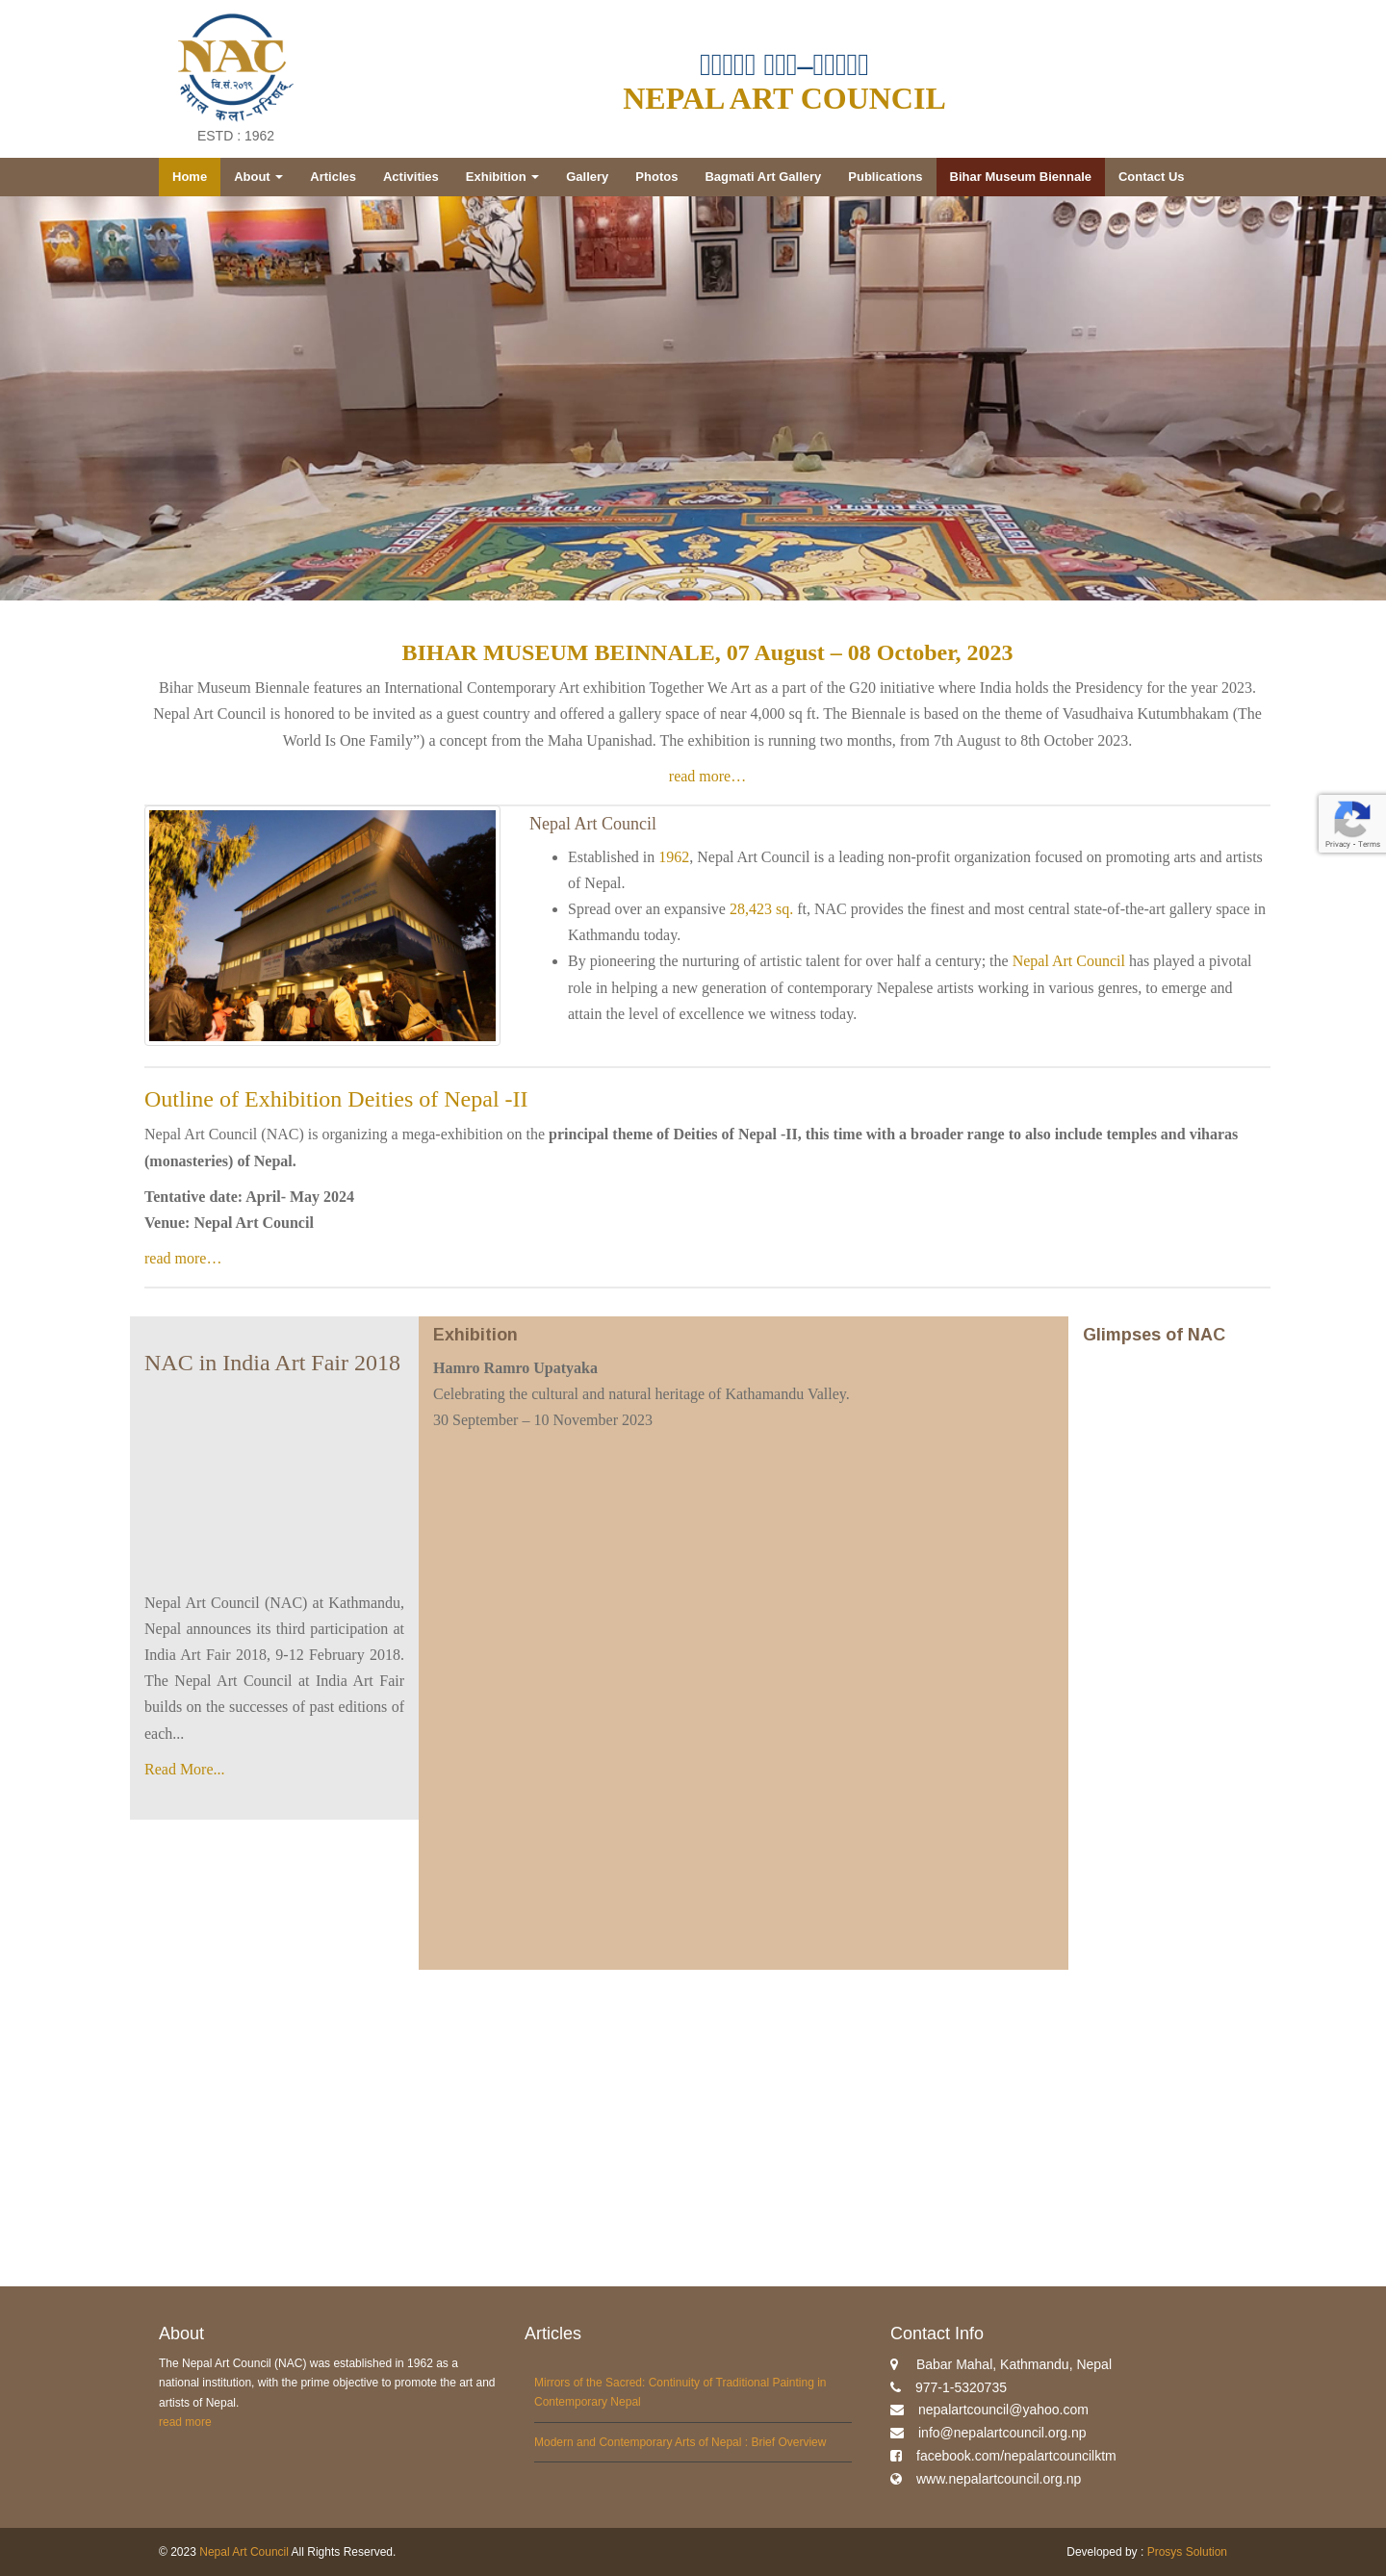 NAC
वि.सं.२०१९
नेपाल कला-परिषद्
ESTD : 1962
NEPAL ART COUNCIL
Home About Articles Activities Exhibition Gallery Photos Bagmati Art Gallery Publications Bihar Museum Biennale Contact Us
BIHAR MUSEUM BEINNALE, 07 August – 08 October, 2023
Bihar Museum Biennale features an International Contemporary Art exhibition Together We Art as a part of the G20 initiative where India holds the Presidency for the year 2023.
Nepal Art Council is honored to be invited as a guest country and offered a gallery space of near 4,000 sq ft. The Biennale is based on the theme of Vasudhaiva Kutumbhakam (The
World Is One Family”) a concept from the Maha Upanishad. The exhibition is running two months, from 7th August to 8th October 2023.
read more…
Privacy - Terms
Nepal Art Council
Established in 1962, Nepal Art Council is a leading non-profit organization focused on promoting arts and artists
of Nepal.
Spread over an expansive 28,423 sq. ft, NAC provides the finest and most central state-of-the-art gallery space in
Kathmandu today.
By pioneering the nurturing of artistic talent for over half a century; the Nepal Art Council has played a pivotal
role in helping a new generation of contemporary Nepalese artists working in various genres, to emerge and
attain the level of excellence we witness today.
Outline of Exhibition Deities of Nepal -II
Nepal Art Council (NAC) is organizing a mega-exhibition on the principal theme of Deities of Nepal -II, this time with a broader range to also include temples and viharas
(monasteries) of Nepal.
Tentative date: April- May 2024
Venue: Nepal Art Council
read more…
NAC in India Art Fair 2018
Nepal Art Council (NAC) at Kathmandu,
Nepal announces its third participation at
India Art Fair 2018, 9-12 February 2018.
The Nepal Art Council at India Art Fair
builds on the successes of past editions of
each...
Read More...
Exhibition
Hamro Ramro Upatyaka
Celebrating the cultural and natural heritage of Kathamandu Valley.
30 September – 10 November 2023
Glimpses of NAC
About
The Nepal Art Council (NAC) was established in 1962 as a
national institution, with the prime objective to promote the art and
artists of Nepal.
read more
Articles
Mirrors of the Sacred: Continuity of Traditional Painting in
Contemporary Nepal
Modern and Contemporary Arts of Nepal : Brief Overview
Contact Info
Babar Mahal, Kathmandu, Nepal
977-1-5320735
nepalartcouncil@yahoo.com
info@nepalartcouncil.org.np
facebook.com/nepalartcouncilktm
www.nepalartcouncil.org.np
© 2023 Nepal Art Council All Rights Reserved.
Developed by : Prosys Solution